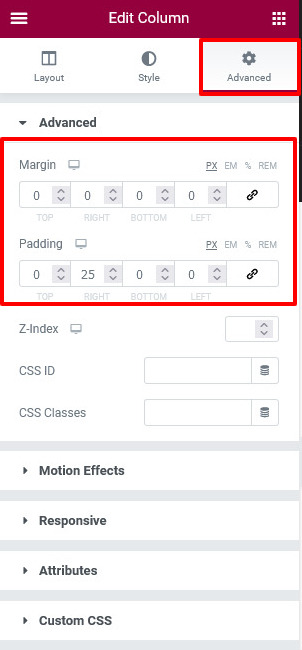 Edit Column
Layout Style Advanced
Advanced
Margin PX EM % REM
0 0 0 0
TOP RIGHT BOTTOM LEFT
Padding PX EM % REM
0 25 0 0
TOP RIGHT BOTTOM LEFT
Z-Index
CSS ID
CSS Classes
Motion Effects
Responsive
Attributes
Custom CSS